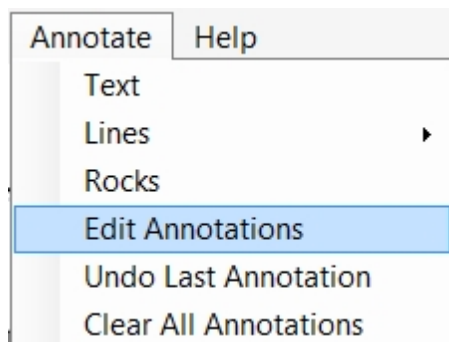 Annotate Help
Text
Lines
Rocks
Edit Annotations
Undo Last Annotation
Clear All Annotations